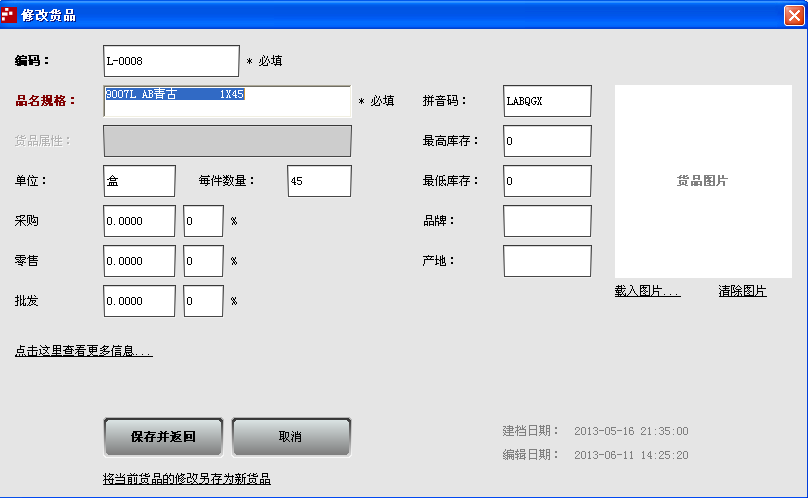 修改货品
编码： L-0008 * 必填
品名规格： 9007L AB青古 1X45 * 必填 拼音码： LABQGX
货品属性： 最高库存： 0 货品图片
单位： 盒 每件数量： 45 最低库存： 0
采购 0.0000 0 % 品牌：
零售 0.0000 0 % 产地：
载入图片... 清除图片
批发 0.0000 0 %
点击这里查看更多信息...
保存并返回 取消 建档日期： 2013-05-16 21:35:00
编辑日期： 2013-06-11 14:25:20
将当前货品的修改另存为新货品